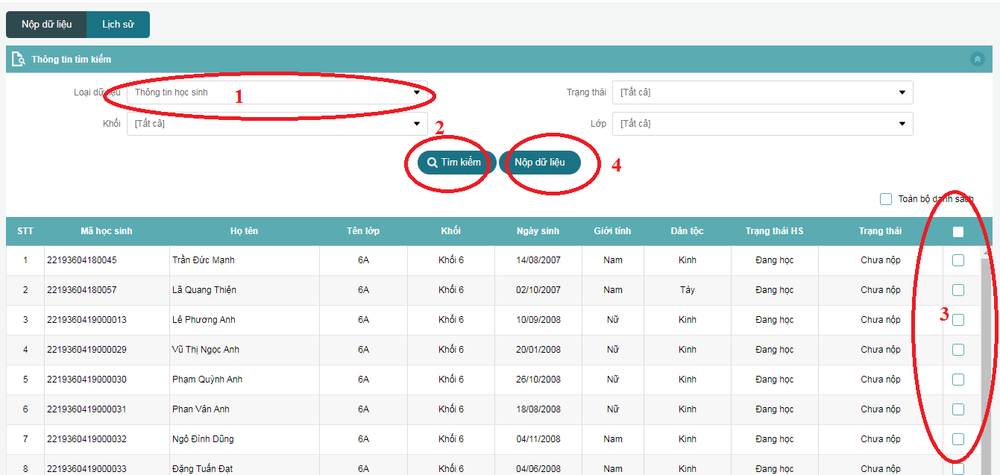 Nộp dữ liệu Lịch sử
Thông tin tìm kiếm
Loại dữ liệu Thông tin học sinh 1 Trạng thái [Tất cả]
Khối [Tất cả] 2 Lớp [Tất cả]
Tìm kiếm Nộp dữ liệu 4
Toàn bộ danh sách
STT Mã học sinh Họ tên Tên lớp Khối Ngày sinh Giới tính Dân tộc Trạng thái HS Trạng thái
1 22193604180045 Trần Đức Mạnh 6A Khối 6 14/08/2007 Nam Kinh Đang học Chưa nộp
2 22193604180057 Lã Quang Thiện 6A Khối 6 02/10/2007 Nam Tày Đang học Chưa nộp
3 2219360419000013 Lê Phương Anh 6A Khối 6 10/09/2008 Nữ Kinh Đang học Chưa nộp 3
4 2219360419000029 Vũ Thị Ngọc Anh 6A Khối 6 20/01/2008 Nữ Kinh Đang học Chưa nộp
5 2219360419000030 Phạm Quỳnh Anh 6A Khối 6 26/10/2008 Nữ Kinh Đang học Chưa nộp
6 2219360419000031 Phan Vân Anh 6A Khối 6 18/08/2008 Nữ Kinh Đang học Chưa nộp
7 2219360419000032 Ngô Đình Dũng 6A Khối 6 04/11/2008 Nam Kinh Đang học Chưa nộp
8 2219360419000033 Đặng Tuấn Đạt 6A Khối 6 04/06/2008 Nam Kinh Đang học Chưa nộp